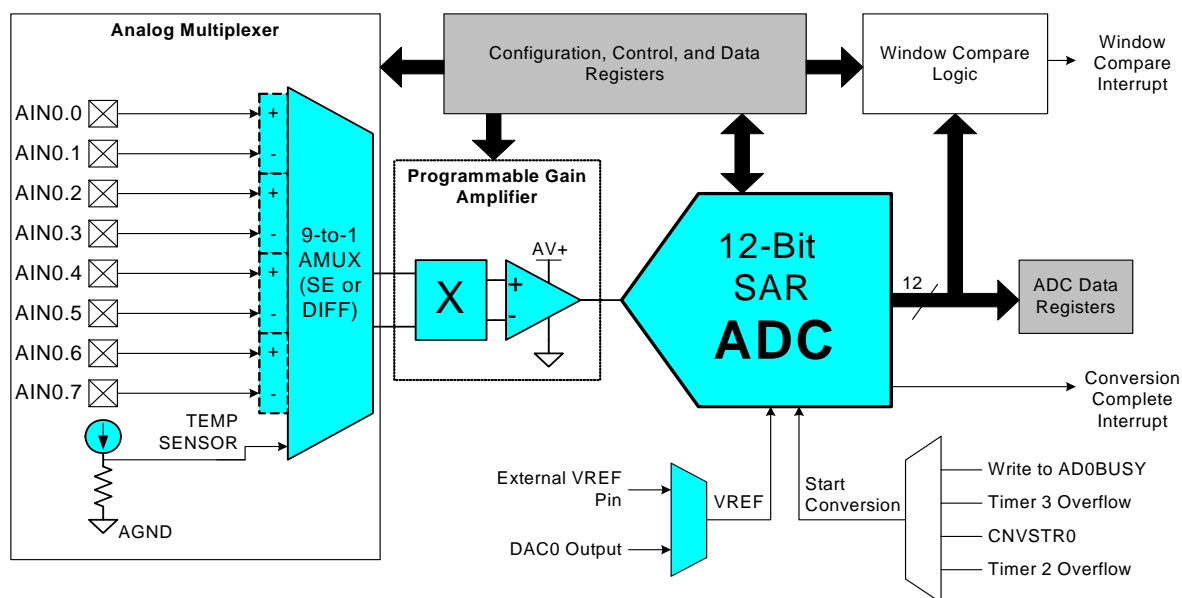 Analog Multiplexer
AIN0.0
AIN0.1
AIN0.2
AIN0.3
AIN0.4
AIN0.5
AIN0.6
AIN0.7
+
-
+
-
+
-
+
-
9-to-1
AMUX
(SE or
DIFF)
TEMP
SENSOR
AGND
Configuration, Control, and Data
Registers
Window Compare
Logic
Window
Compare
Interrupt
Programmable Gain
Amplifier
X
+
-
AV+
12-Bit
SAR
ADC
12
ADC Data
Registers
Conversion
Complete
Interrupt
External VREF
Pin
DAC0 Output
VREF
Start
Conversion
Write to AD0BUSY
Timer 3 Overflow
CNVSTR0
Timer 2 Overflow